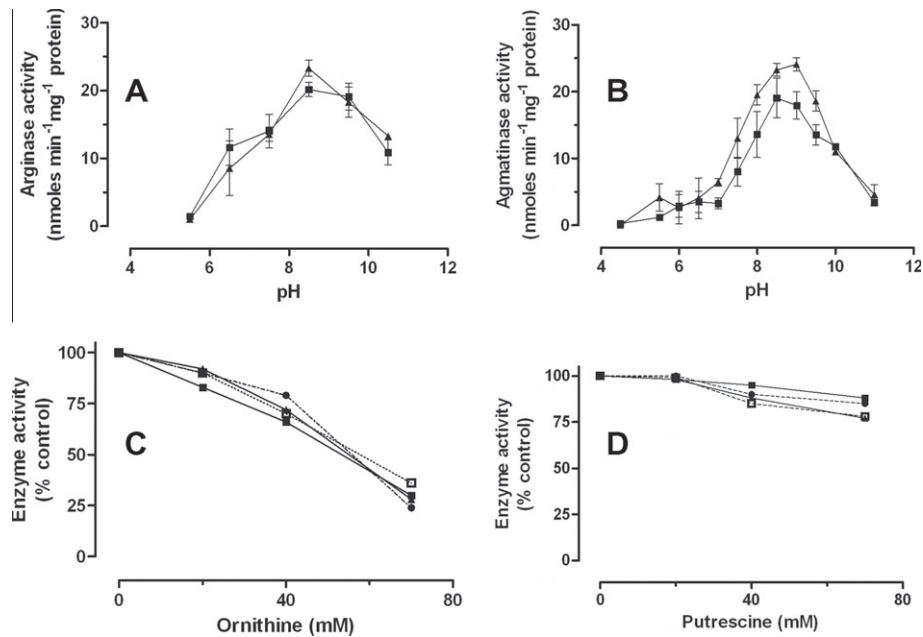 A
Arginase activity
(nmoles min⁻¹mg⁻¹ protein)
30
20
10
0
4 6 8 10 12
pH
B
Agmatinase activity
(nmoles min⁻¹mg⁻¹ protein)
30
20
10
0
4 6 8 10 12
pH
C
Enzyme activity
(% control)
100
75
50
25
0
0 40 80
Ornithine (mM)
D
Enzyme activity
(% control)
100
75
50
25
0
0 40 80
Putrescine (mM)